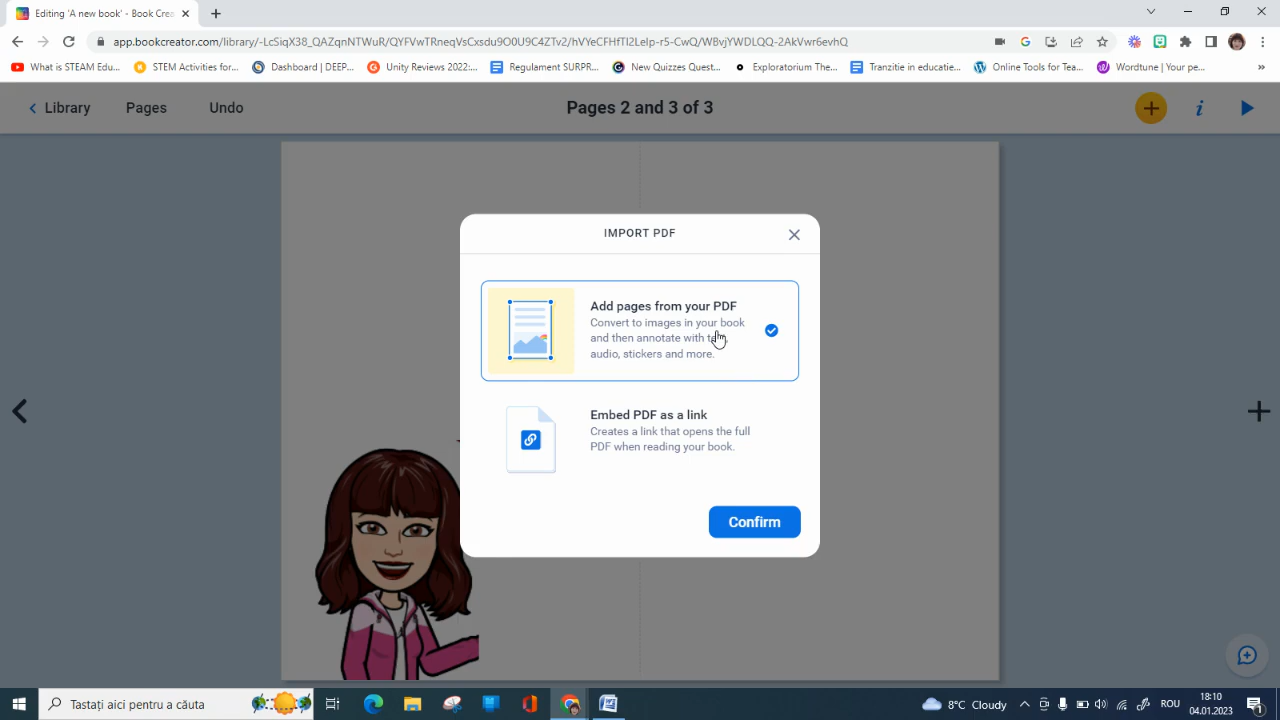 Editing 'A new book' - Book Crea
app.bookcreator.com/library/-LcSiqX38_QAZqnNTWuR/QYFvWTRnesVsCxsdu9O0U9C4ZTv2/hVYeCFHfTI2LeIp-r5-CwQ/WBvjYWDLQQ-2AkVwr6evhQ
What is STEAM Edu...
STEM Activities for...
Dashboard | DEEP...
Unity Reviews 2022:...
Regulament SURPR...
New Quizzes Quest...
Exploratorium The...
Tranzitie in educatie...
Online Tools for Tea...
Wordtune | Your pe...
Library
Pages
Undo
Pages 2 and 3 of 3
IMPORT PDF
Add pages from your PDF
Convert to images in your book
and then annotate with
audio, stickers and more.
Embed PDF as a link
Creates a link that opens the full
PDF when reading your book.
Confirm
Tastați aici pentru a căuta
8°C Cloudy
ROU
18:10
04.01.2023
1